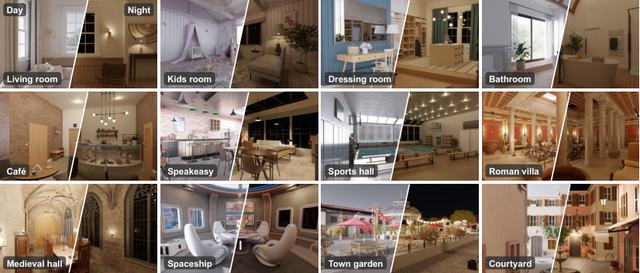 Day
Night
Living room
Kids room
Dressing room
Bathroom
Café
Speakeasy
Sports hall
Roman villa
Medieval hall
Spaceship
Town garden
Courtyard